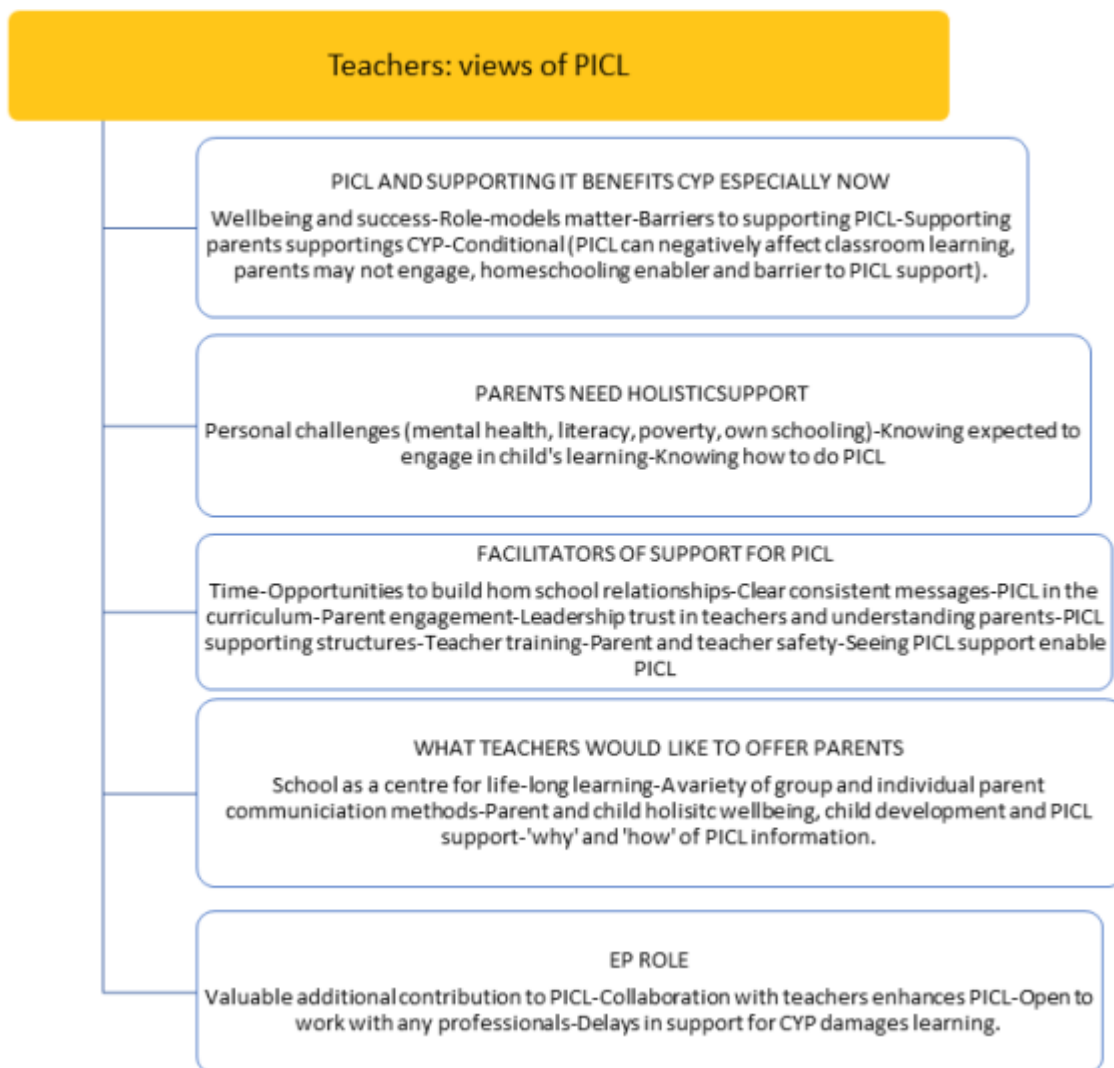 Teachers: views of PICL
PICL AND SUPPORTING IT BENEFITS CYP ESPECIALLY NOW
Wellbeing and success-Role-models matter-Barriers to supporting PICL-Supporting
parents supportings CYP-Conditional (PICL can negatively affect classroom learning,
parents may not engage, homeschooling enabler and barrier to PICL support).
PARENTS NEED HOLISTICSUPPORT
Personal challenges (mental health, literacy, poverty, own schooling)-Knowing expected to
engage in child's learning-Knowing how to do PICL
FACILITATORS OF SUPPORT FOR PICL
Time-Opportunities to build hom school relationships-Clear consistent messages-PICL in the
curriculum-Parent engagement-Leadership trust in teachers and understanding parents-PICL
supporting structures-Teacher training-Parent and teacher safety-Seeing PICL support enable
PICL
WHAT TEACHERS WOULD LIKE TO OFFER PARENTS
School as a centre for life-long learning-A variety of group and individual parent
communiciation methods-Parent and child holisitc wellbeing, child development and PICL
support-'why' and 'how' of PICL information.
EP ROLE
Valuable additional contribution to PICL-Collaboration with teachers enhances PICL-Open to
work with any professionals-Delays in support for CYP damages learning.